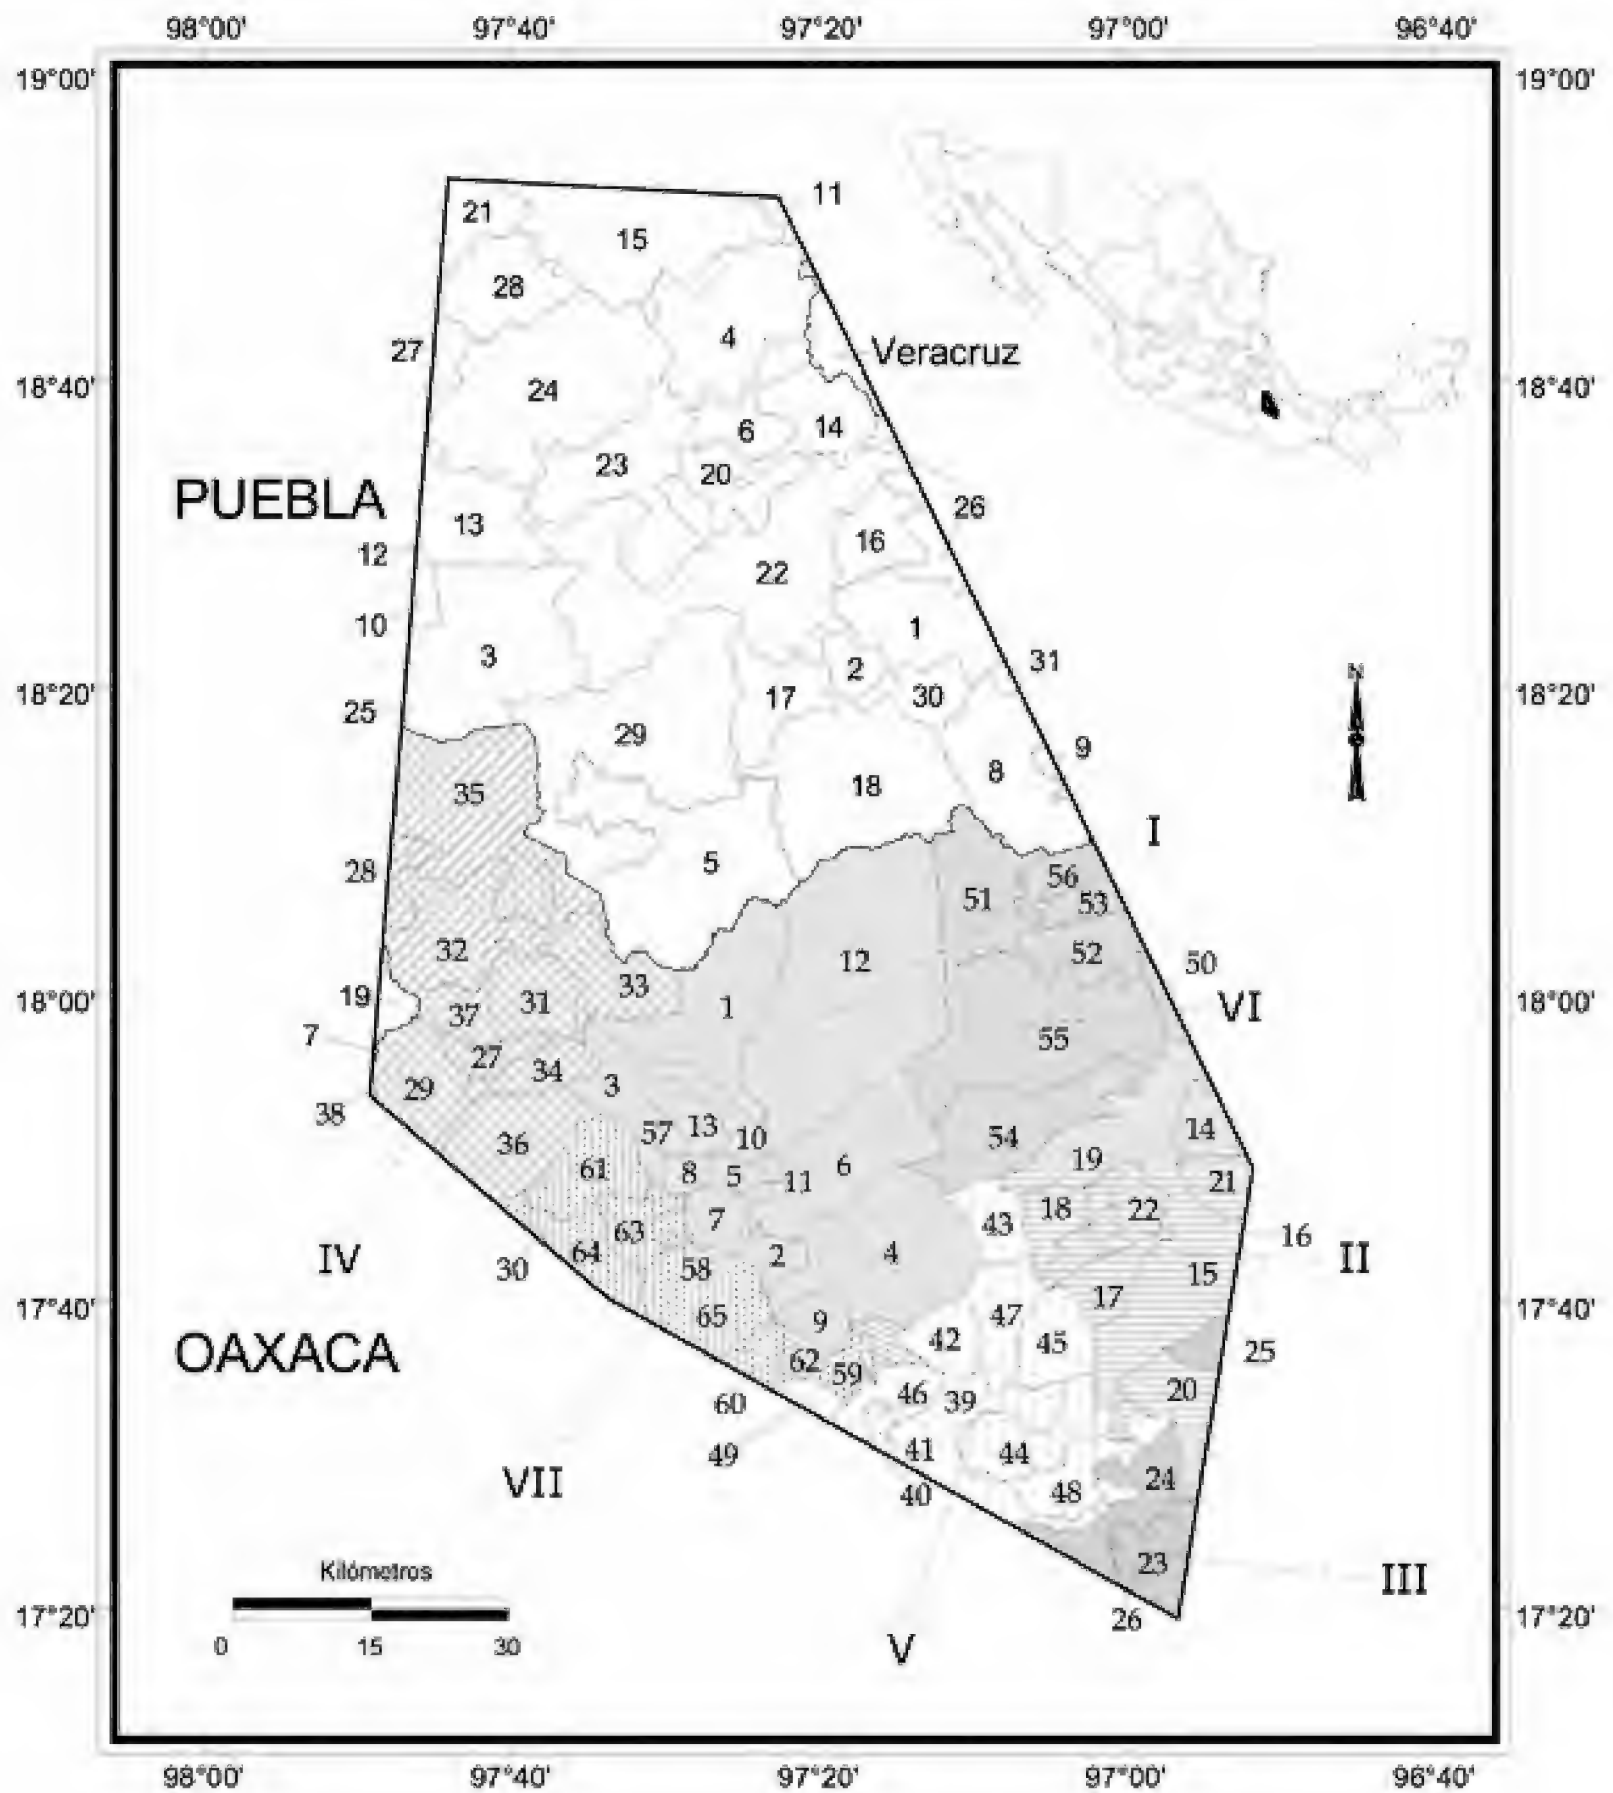 98°00' 97°40' 97°20' 97°00' 96°40'
19°00' 19°00'
11
21
15
28
4
27
Veracruz
18°40' 24 18°40'
6 14
23 20
PUEBLA 26
13
16
12
22
10 1
3 31
2
18°20' 17 30 18°20'
25
29 9
8
18
35
I
5
28 56
51 53
32 12 52 50
33
19 31 1 18°00' 18°00' VI
37
7
27 55
34
29 3
38
57 13 10 54 14
36
61 8 5 11 6 19
21
7 43 18 22
63 16
IV 64 2 4 II
30 58 15
17
17°40' 65 9 47 17°40'
42 45
OAXACA 62 59 25
46 39 20
60
49 41 44
VII 24
40 48
Kilómetros 23 III
17°20' 26 17°20'
0 15 30
V
98°00' 97°40' 97°20' 97°00' 96°40'
N